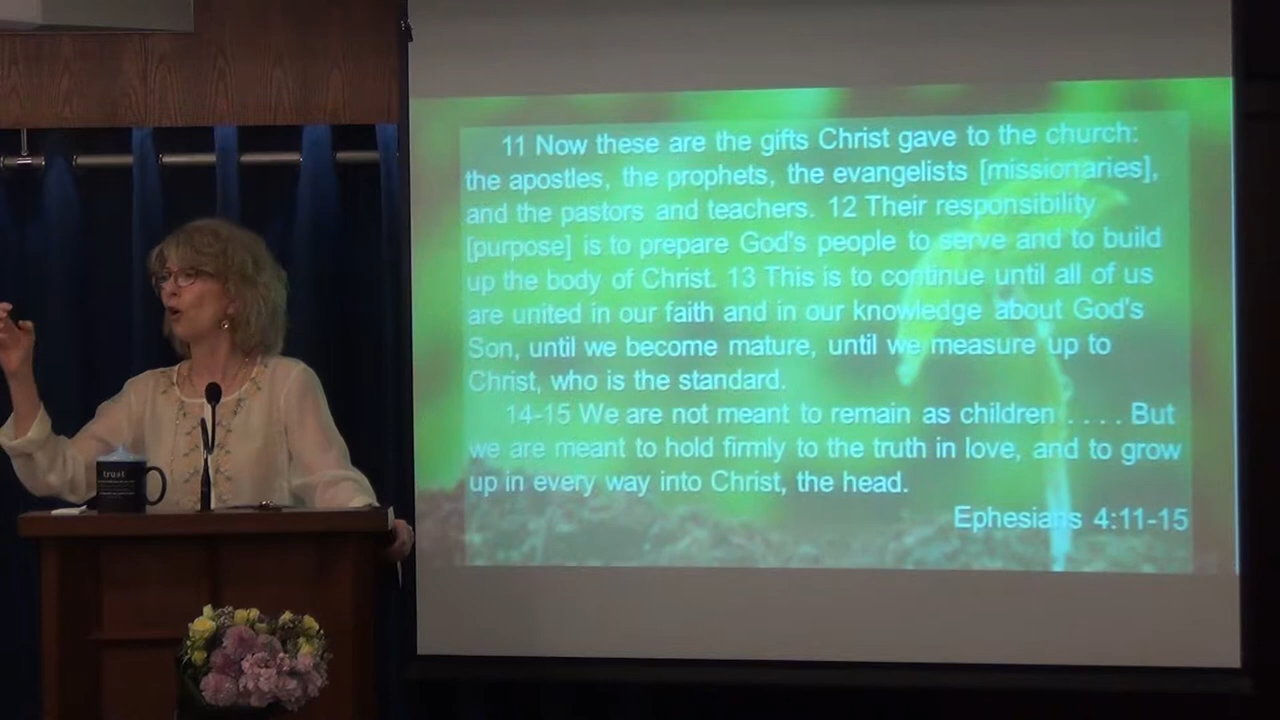 11 Now these are the gifts Christ gave to the church:
the apostles, the prophets, the evangelists [missionaries],
and the pastors and teachers. 12 Their responsibility
[purpose] is to prepare God's people to serve and to build
up the body of Christ. 13 This is to continue until all of us
are united in our faith and in our knowledge about God's
Son, until we become mature, until we measure up to
Christ, who is the standard.
14-15 We are not meant to remain as children . . . . But
we are meant to hold firmly to the truth in love, and to grow
up in every way into Christ, the head.
Ephesians 4:11-15
trust